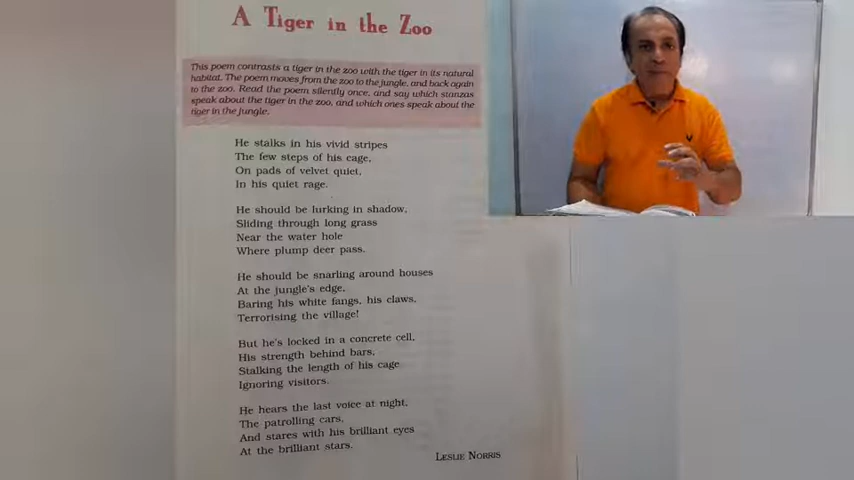 A Tiger in the Zoo
This poem contrasts a tiger in the zoo with the tiger in its natural
habitat. The poem moves from the zoo to the jungle, and back again
to the zoo. Read the poem silently once, and say which stanzas
speak about the tiger in the zoo, and which ones speak about the
tiger in the jungle.
He stalks in his vivid stripes
The few steps of his cage,
On pads of velvet quiet,
In his quiet rage.
He should be lurking in shadow,
Sliding through long grass
Near the water hole
Where plump deer pass.
He should be snarling around houses
At the jungle's edge,
Baring his white fangs, his claws,
Terrorising the village!
But he's locked in a concrete cell,
His strength behind bars,
Stalking the length of his cage
Ignoring visitors.
He hears the last voice at night,
The patrolling cars,
And stares with his brilliant eyes
At the brilliant stars.
LESLIE NORRIS